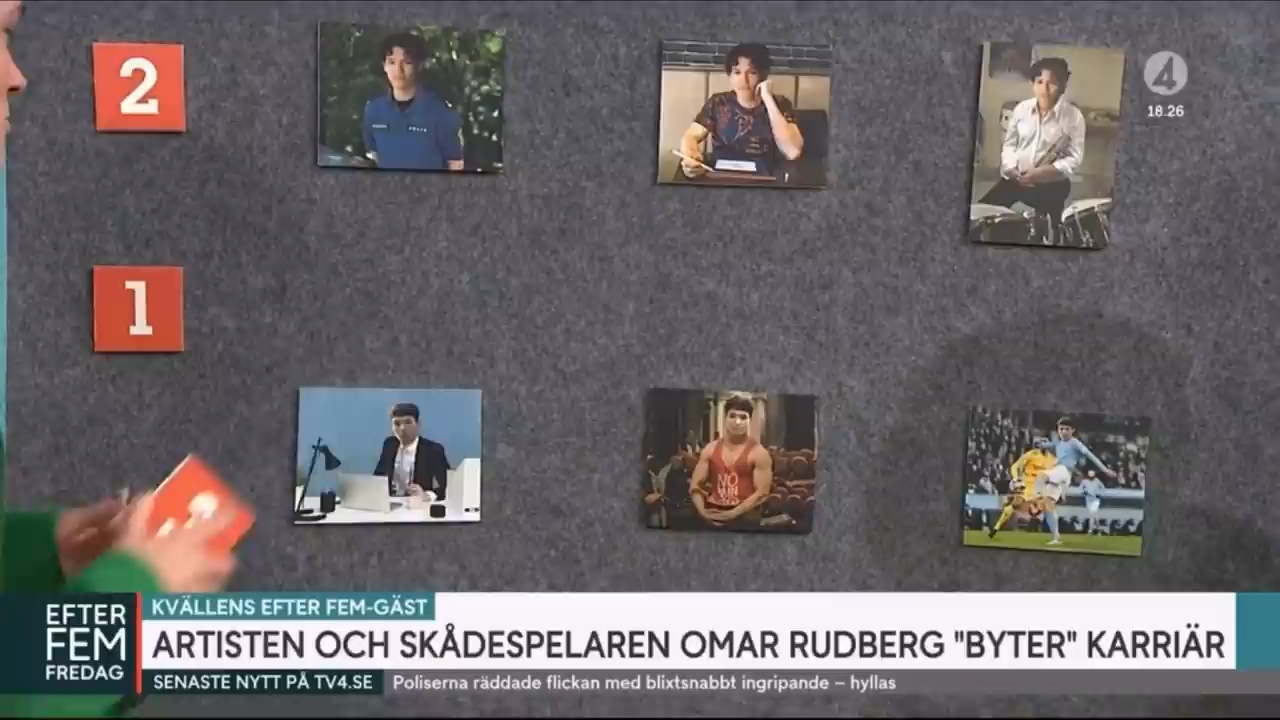 2
4
18.26
1
NO
EFTER
FEM
FREDAG
KVÄLLENS EFTER FEM-GÄST
ARTISTEN OCH SKÅDESPELAREN OMAR RUDBERG "BYTER" KARRIÄR
SENASTE NYTT PÅ TV4.SE
Poliserna räddade flickan med blixtsnabbt ingripande – hyllas